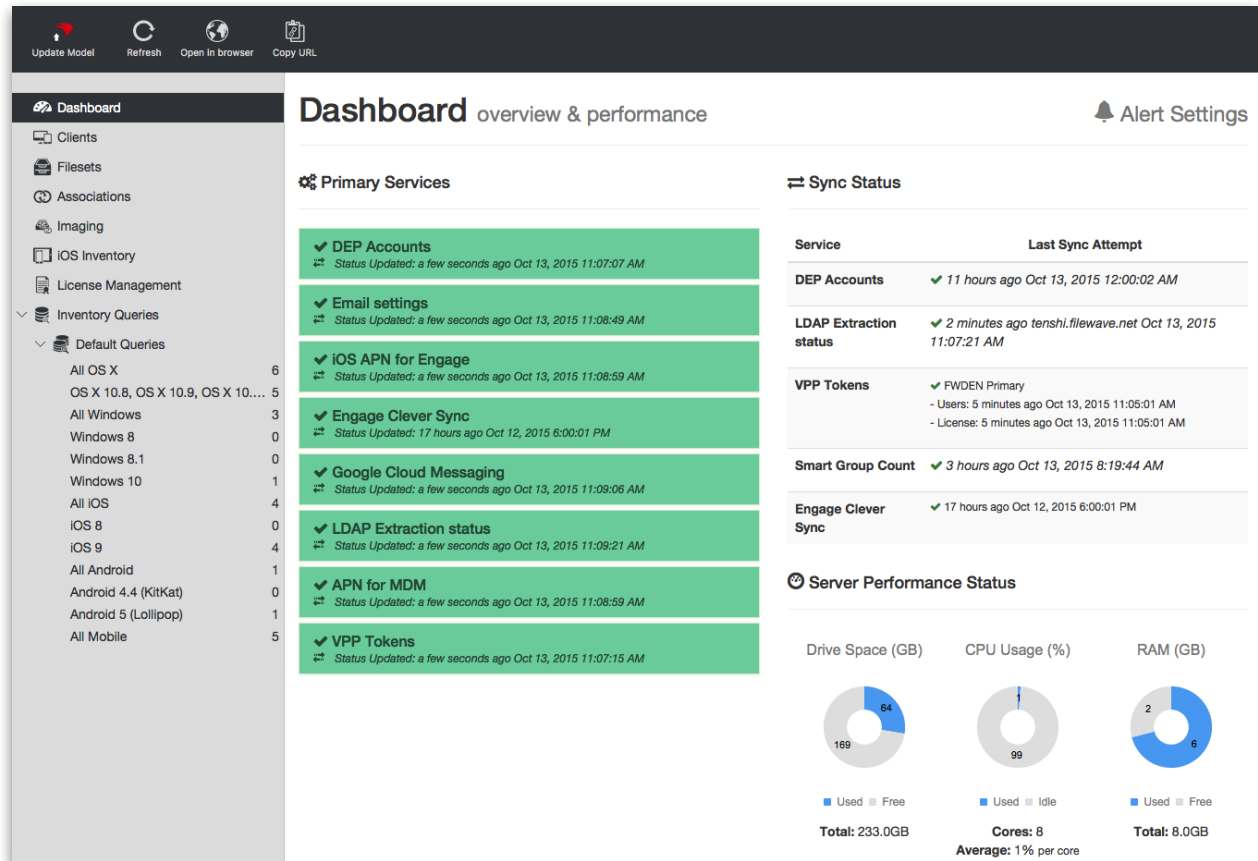 Update Model
Refresh
Open in browser
Copy URL
Dashboard
Clients
Filesets
Associations
Imaging
iOS Inventory
License Management
Inventory Queries
Default Queries
All OS X 6
OS X 10.8, OS X 10.9, OS X 10.... 5
All Windows 3
Windows 8 0
Windows 8.1 0
Windows 10 1
All iOS 4
iOS 8 0
iOS 9 4
All Android 1
Android 4.4 (KitKat) 0
Android 5 (Lollipop) 1
All Mobile 5
Dashboard overview & performance
Alert Settings
Primary Services
DEP Accounts
Status Updated: a few seconds ago Oct 13, 2015 11:07:07 AM
Email settings
Status Updated: a few seconds ago Oct 13, 2015 11:08:49 AM
iOS APN for Engage
Status Updated: a few seconds ago Oct 13, 2015 11:08:59 AM
Engage Clever Sync
Status Updated: 17 hours ago Oct 12, 2015 6:00:01 PM
Google Cloud Messaging
Status Updated: a few seconds ago Oct 13, 2015 11:09:06 AM
LDAP Extraction status
Status Updated: a few seconds ago Oct 13, 2015 11:09:21 AM
APN for MDM
Status Updated: a few seconds ago Oct 13, 2015 11:08:59 AM
VPP Tokens
Status Updated: a few seconds ago Oct 13, 2015 11:07:15 AM
Sync Status
Service Last Sync Attempt
DEP Accounts 11 hours ago Oct 13, 2015 12:00:02 AM
LDAP Extraction status 2 minutes ago tenshi.filewave.net Oct 13, 2015
11:07:21 AM
VPP Tokens FWDEN Primary
- Users: 5 minutes ago Oct 13, 2015 11:05:01 AM
- License: 5 minutes ago Oct 13, 2015 11:05:01 AM
Smart Group Count 3 hours ago Oct 13, 2015 8:19:44 AM
Engage Clever Sync 17 hours ago Oct 12, 2015 6:00:01 PM
Server Performance Status
Drive Space (GB)
64
169
Used Free
Total: 233.0GB
CPU Usage (%)
1
99
Used Idle
Cores: 8
Average: 1% per core
RAM (GB)
2
6
Used Free
Total: 8.0GB